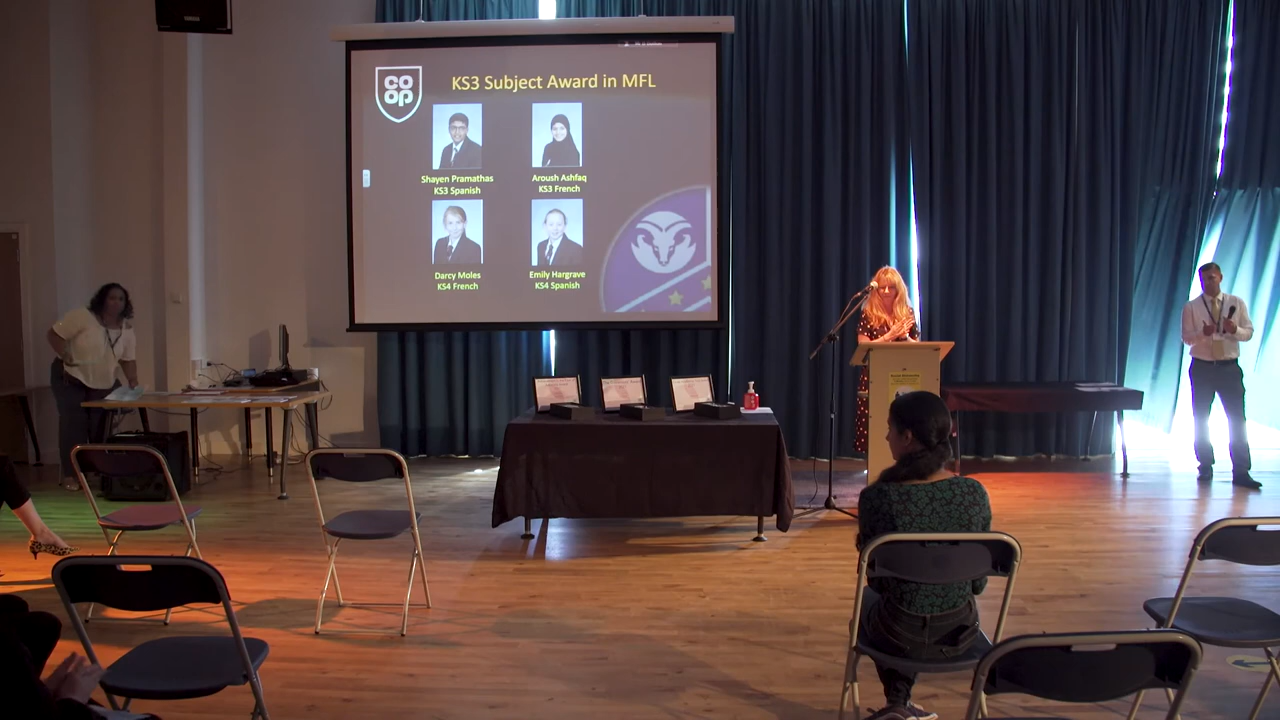 CO
OP
KS3 Subject Award in MFL
Shayen Pramathas
KS3 Spanish
Aroush Ashfaq
KS3 French
Darcy Moles
KS4 French
Emily Hargrave
KS4 Spanish